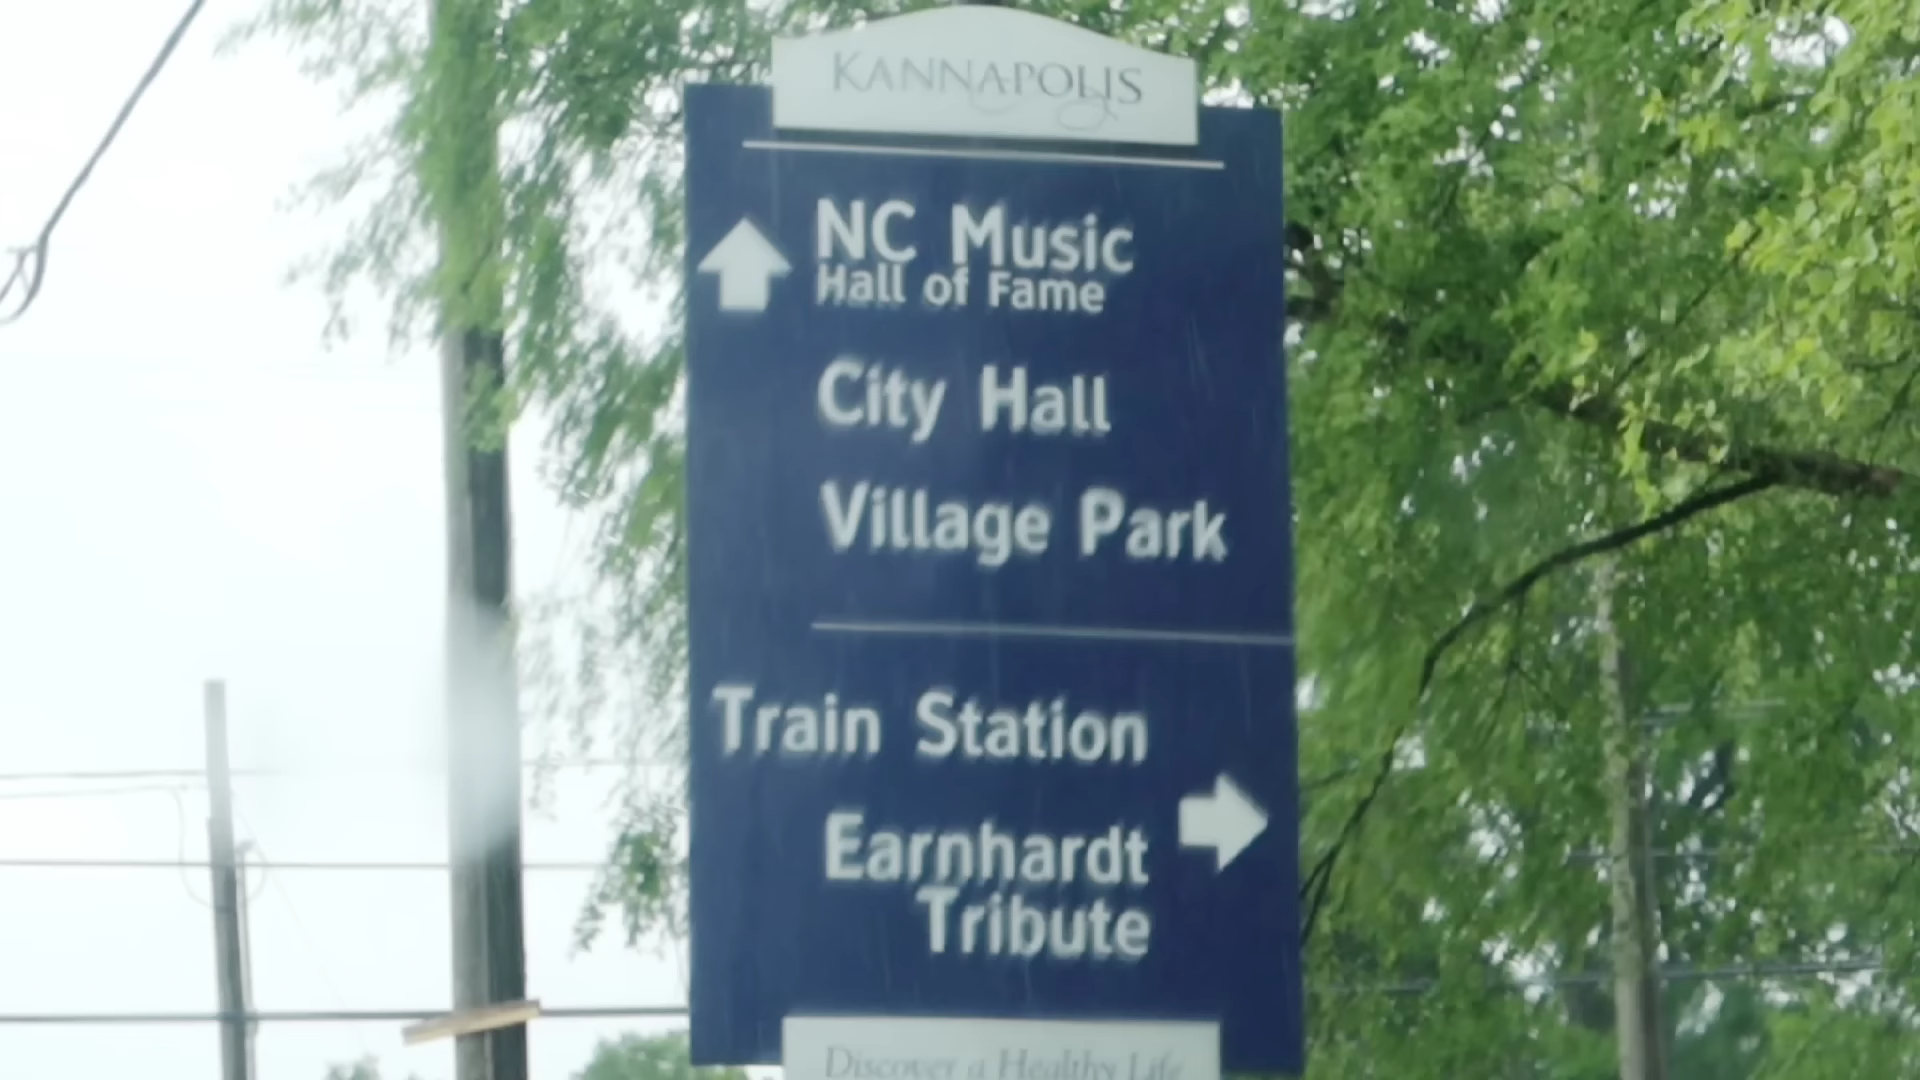 KANNAPOLIS
NC Music
Hall of Fame
City Hall
Village Park
Train Station
Earnhardt
Tribute
Discover a Healthy Life